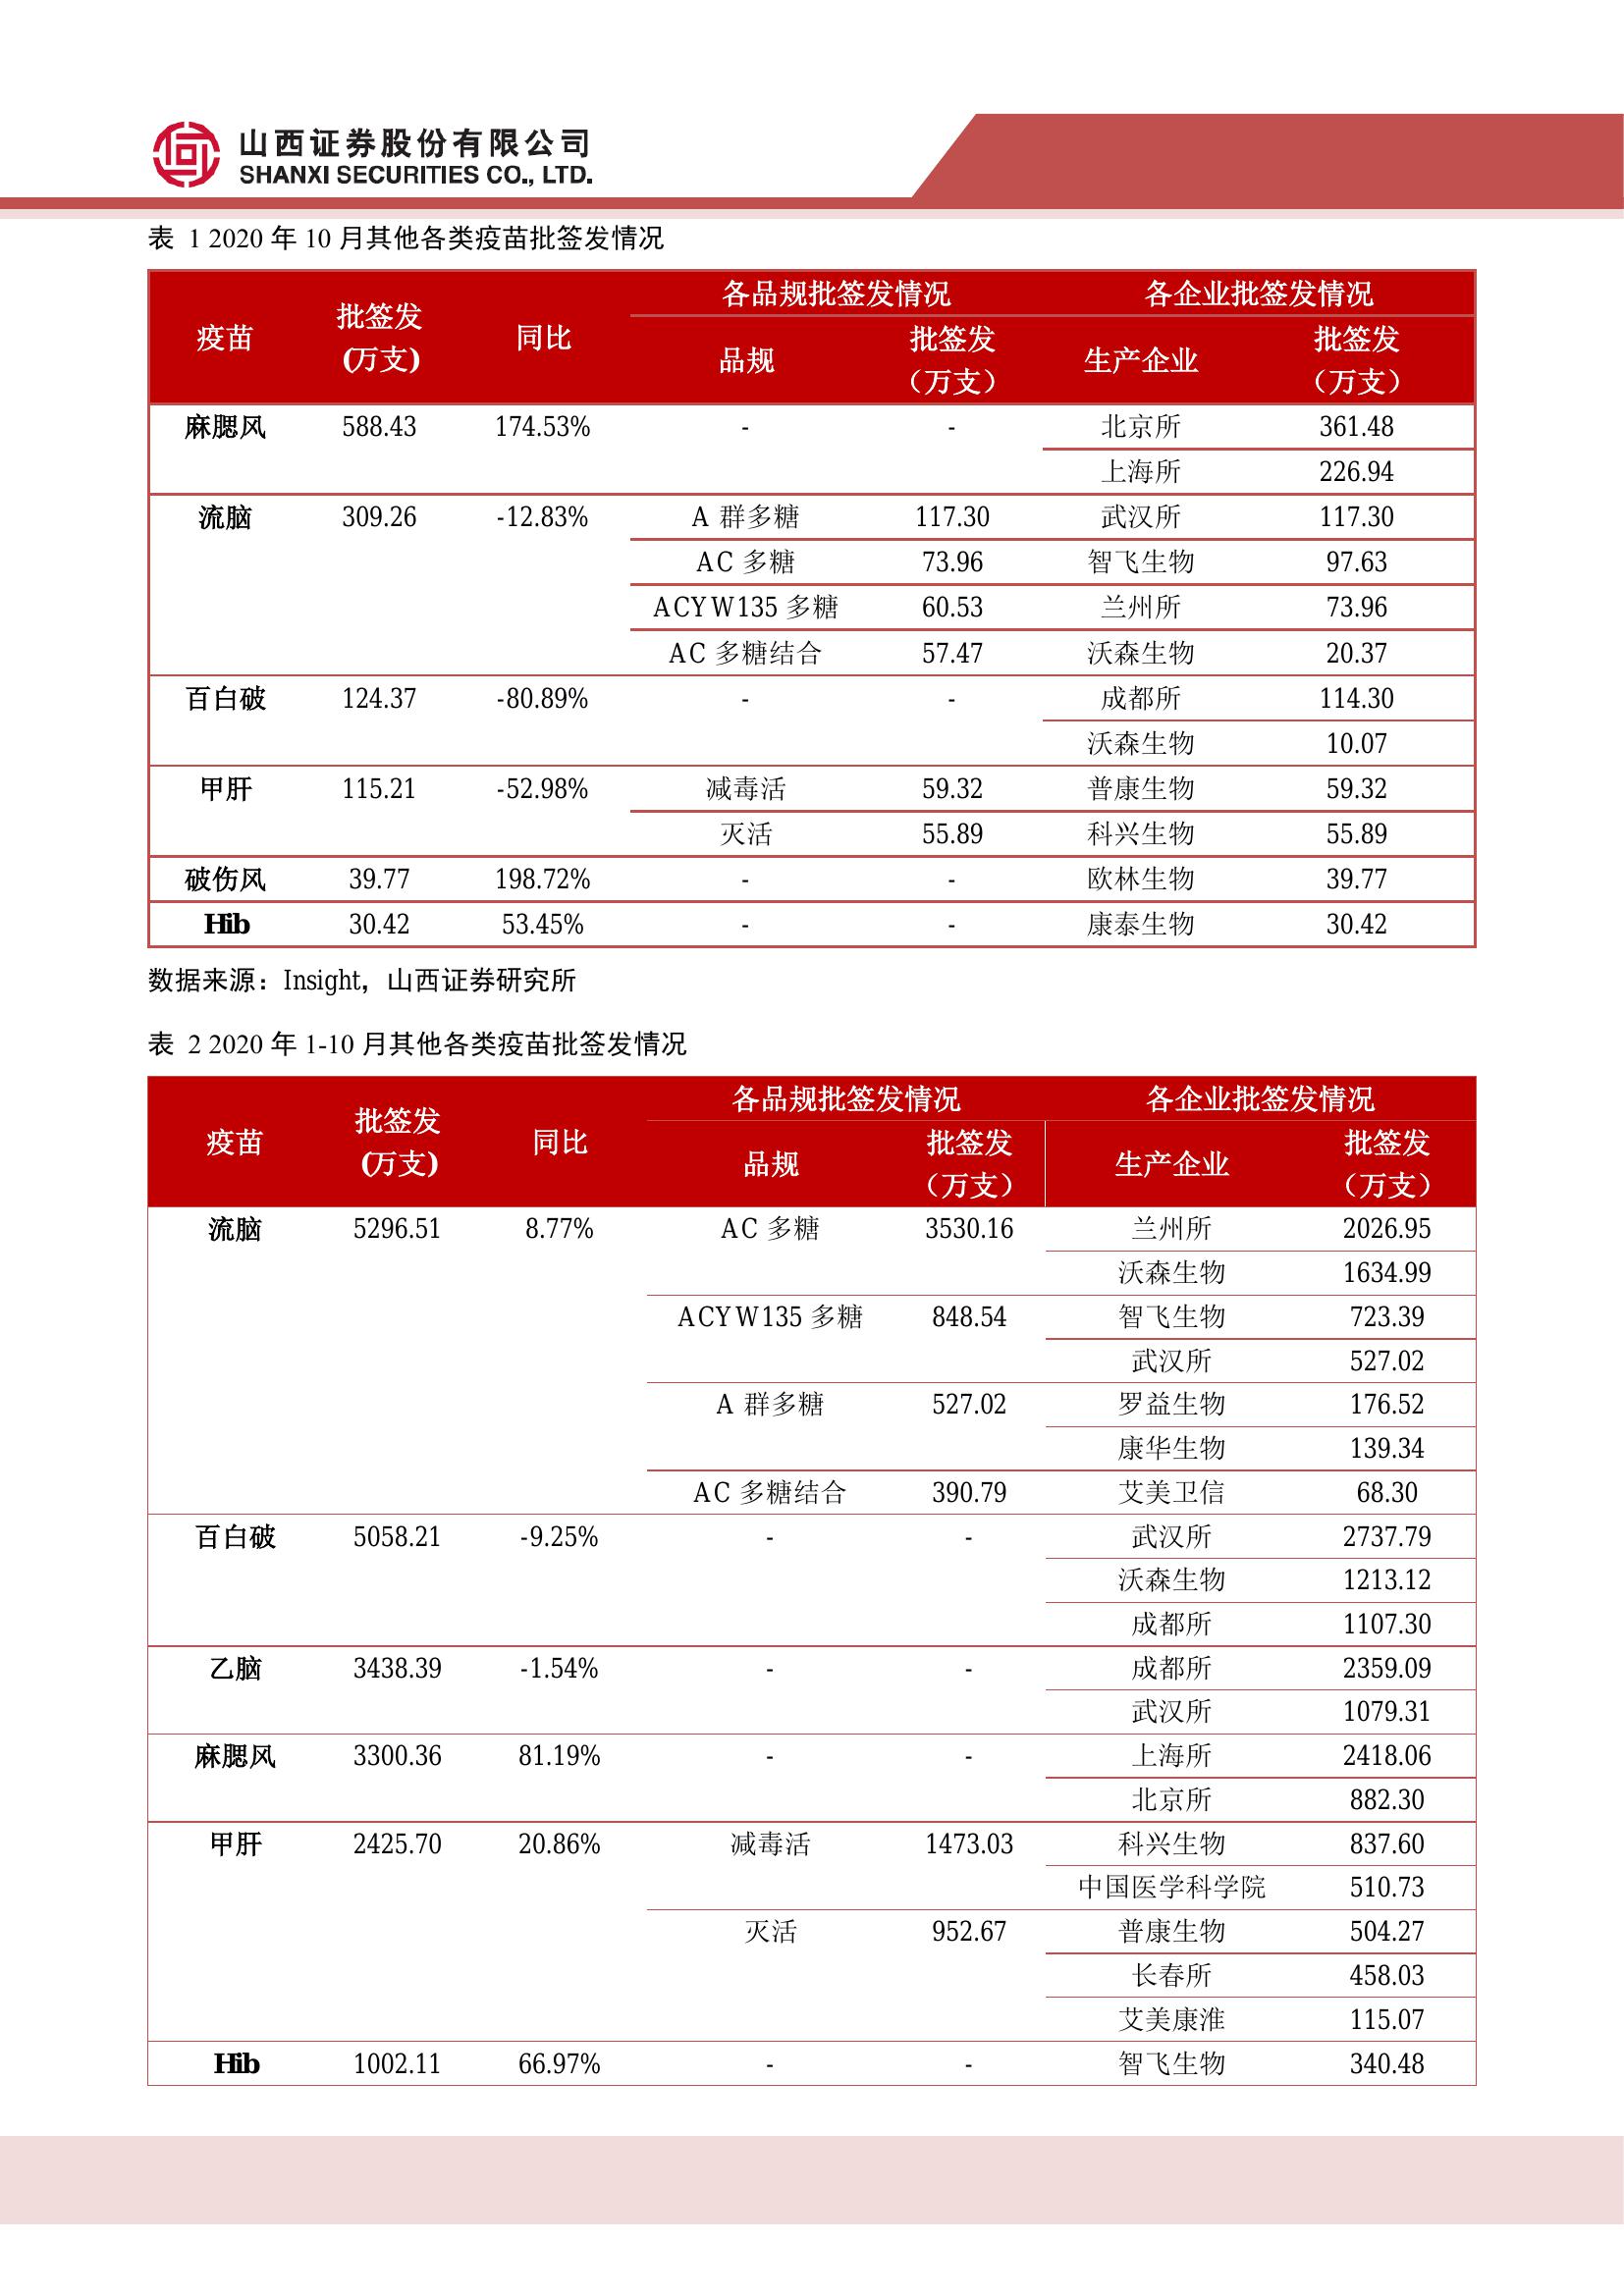 山西证券股份有限公司
SHANXI SECURITIES CO., LTD.
表 1 2020 年 10 月其他各类疫苗批签发情况
疫苗 批签发(万支) 同比 各品规批签发情况 各企业批签发情况
品规 批签发（万支） 生产企业 批签发（万支）
麻腮风 588.43 174.53% - - 北京所 361.48
上海所 226.94
流脑 309.26 -12.83% A 群多糖 117.30 武汉所 117.30
AC 多糖 73.96 智飞生物 97.63
ACYW135 多糖 60.53 兰州所 73.96
AC 多糖结合 57.47 沃森生物 20.37
百白破 124.37 -80.89% - - 成都所 114.30
沃森生物 10.07
甲肝 115.21 -52.98% 减毒活 59.32 普康生物 59.32
灭活 55.89 科兴生物 55.89
破伤风 39.77 198.72% - - 欧林生物 39.77
Hib 30.42 53.45% - - 康泰生物 30.42
数据来源：Insight，山西证券研究所
表 2 2020 年 1-10 月其他各类疫苗批签发情况
疫苗 批签发(万支) 同比 各品规批签发情况 各企业批签发情况
品规 批签发（万支） 生产企业 批签发（万支）
流脑 5296.51 8.77% AC 多糖 3530.16 兰州所 2026.95
沃森生物 1634.99
ACYW135 多糖 848.54 智飞生物 723.39
武汉所 527.02
A 群多糖 527.02 罗益生物 176.52
康华生物 139.34
AC 多糖结合 390.79 艾美卫信 68.30
百白破 5058.21 -9.25% - - 武汉所 2737.79
沃森生物 1213.12
成都所 1107.30
乙脑 3438.39 -1.54% - - 成都所 2359.09
武汉所 1079.31
麻腮风 3300.36 81.19% - - 上海所 2418.06
北京所 882.30
甲肝 2425.70 20.86% 减毒活 1473.03 科兴生物 837.60
中国医学科学院 510.73
灭活 952.67 普康生物 504.27
长春所 458.03
艾美康淮 115.07
Hib 1002.11 66.97% - - 智飞生物 340.48